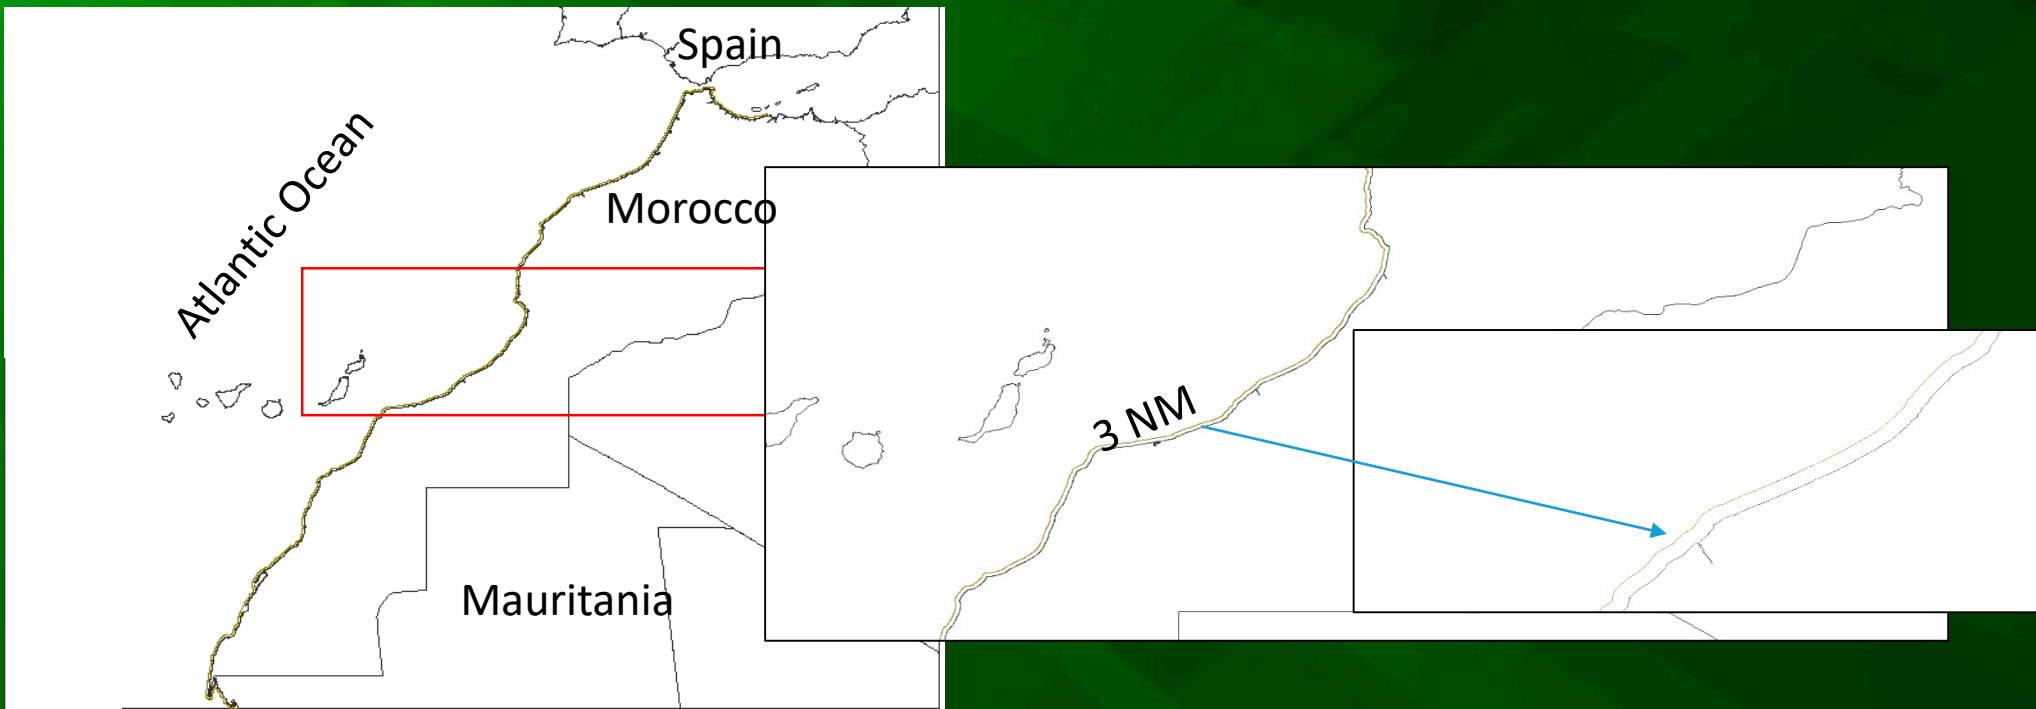 Spain
Atlantic Ocean
Morocco
3 NM
Mauritania